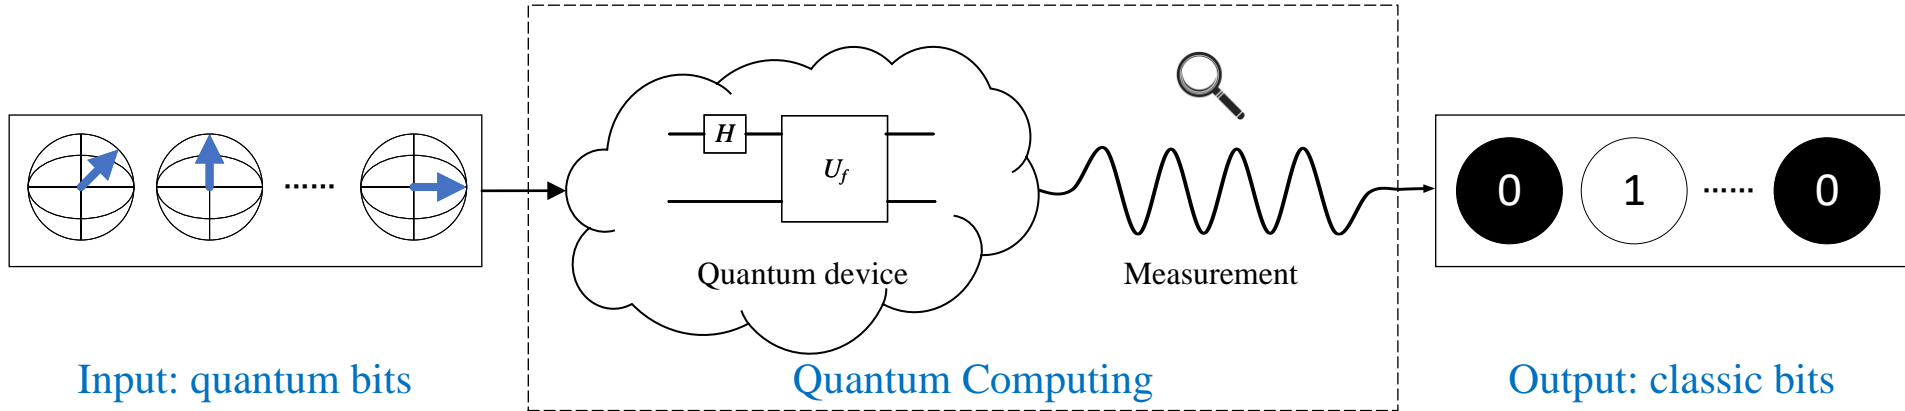 H
U_f
......
......
0
1
0
Quantum device
Measurement
Input: quantum bits
Quantum Computing
Output: classic bits